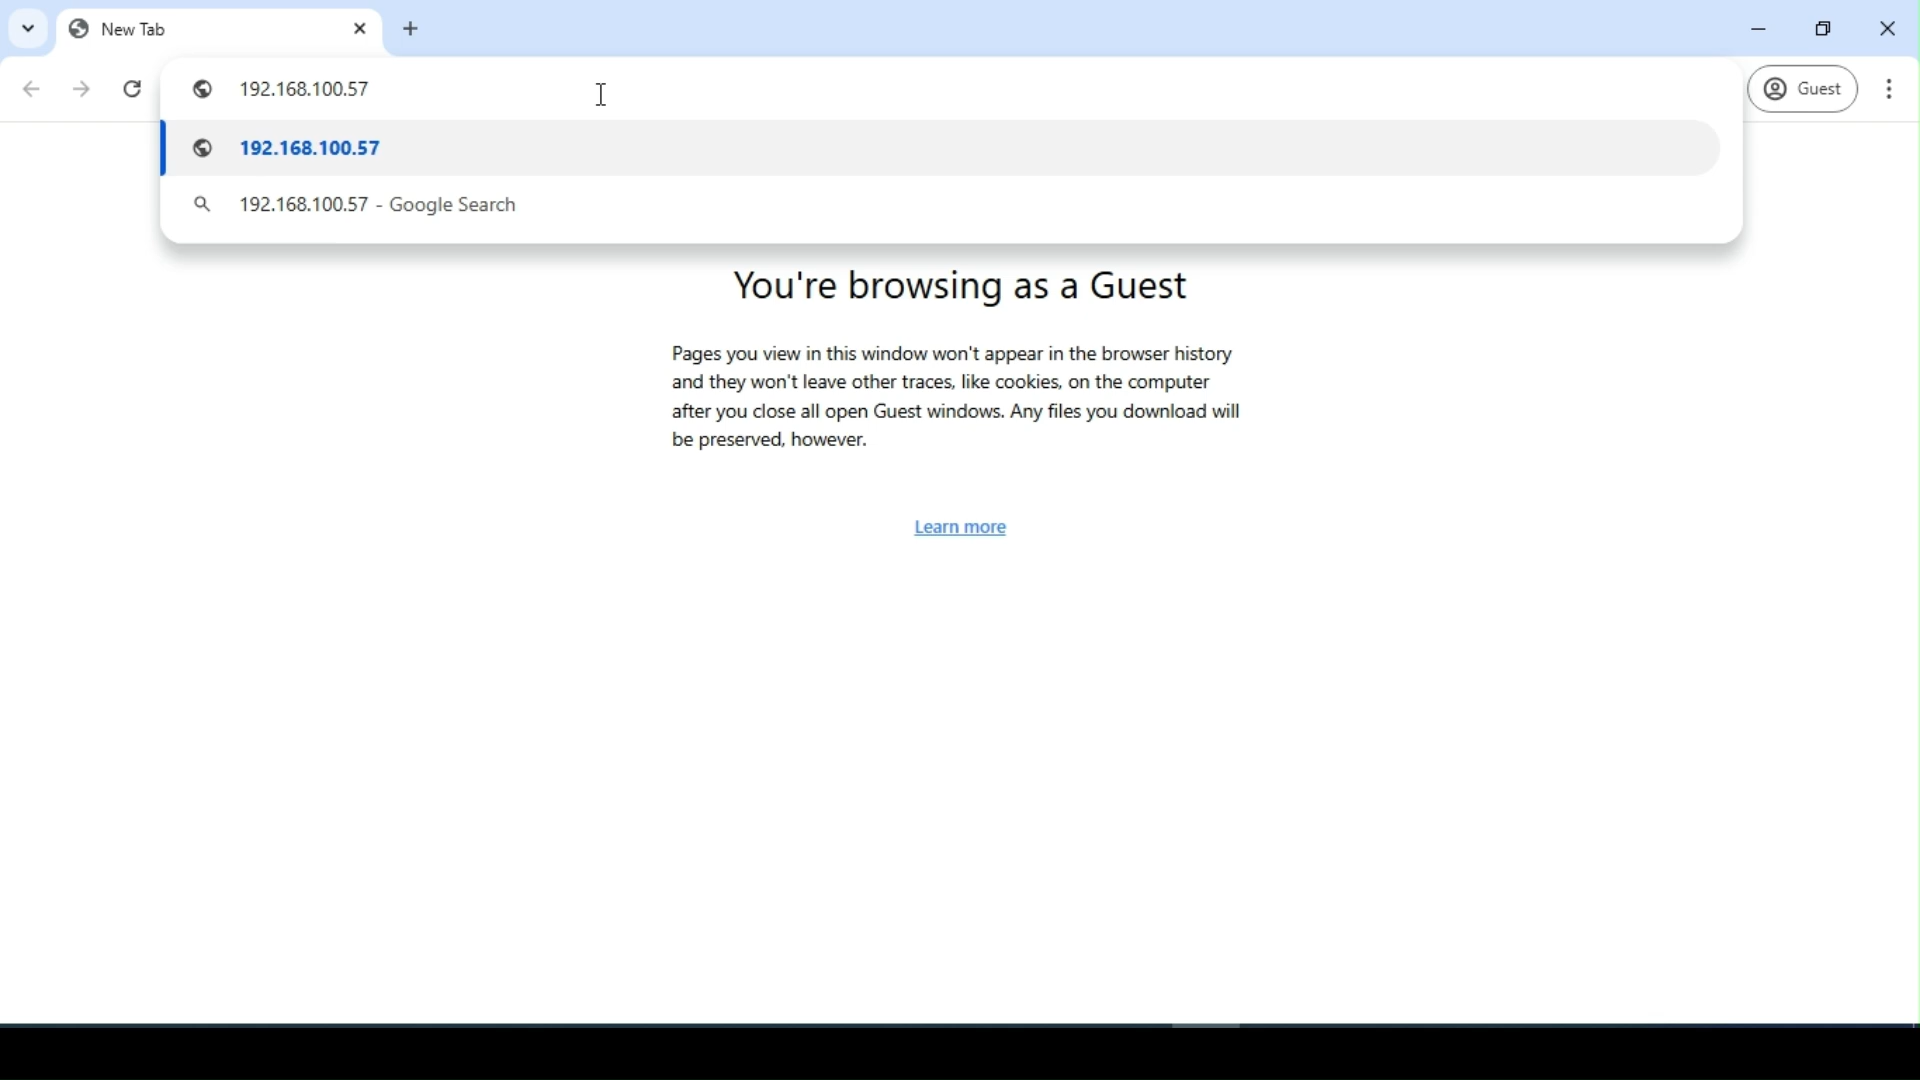 New Tab
192.168.100.57
Guest
192.168.100.57
192.168.100.57 - Google Search
You're browsing as a Guest
Pages you view in this window won't appear in the browser history
and they won't leave other traces, like cookies, on the computer
after you close all open Guest windows. Any files you download will
be preserved, however.
Learn more